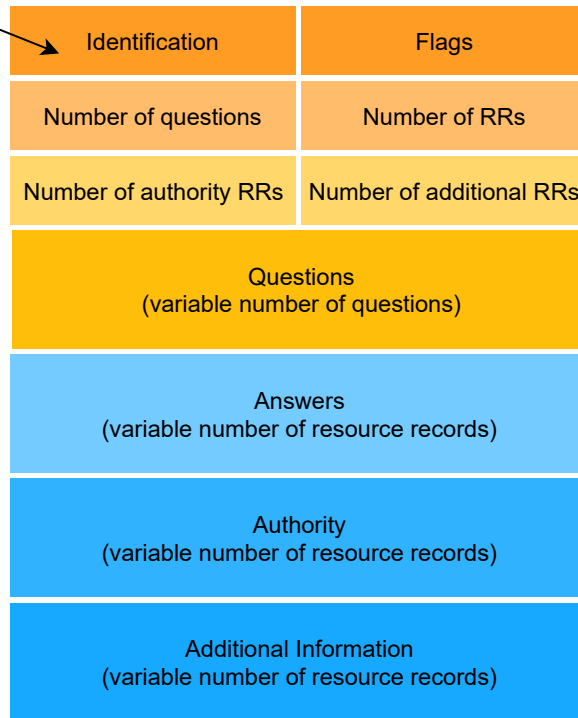 Identification
Flags
Number of questions
Number of RRs
Number of authority RRs
Number of additional RRs
Questions
(variable number of questions)
Answers
(variable number of resource records)
Authority
(variable number of resource records)
Additional Information
(variable number of resource records)